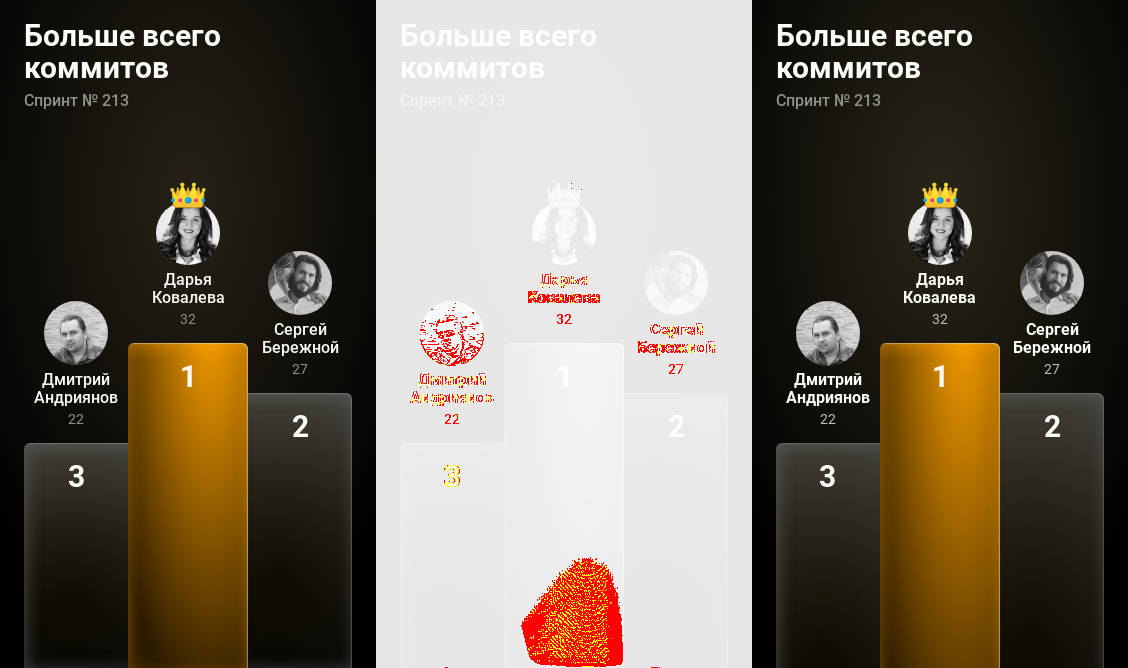 Больше всего
коммитов
Спринт № 213
Дарья
Ковалева
32
Сергей
Бережной
27
Дмитрий
Андриянов
22
1
2
3
Больше всего
коммитов
Спринт № 213
Дарья
Ковалева
32
Сергей
Бережной
27
Дмитрий
Андриянов
22
1
2
3
Больше всего
коммитов
Спринт № 213
Дарья
Ковалева
32
Сергей
Бережной
27
Дмитрий
Андриянов
22
1
2
3